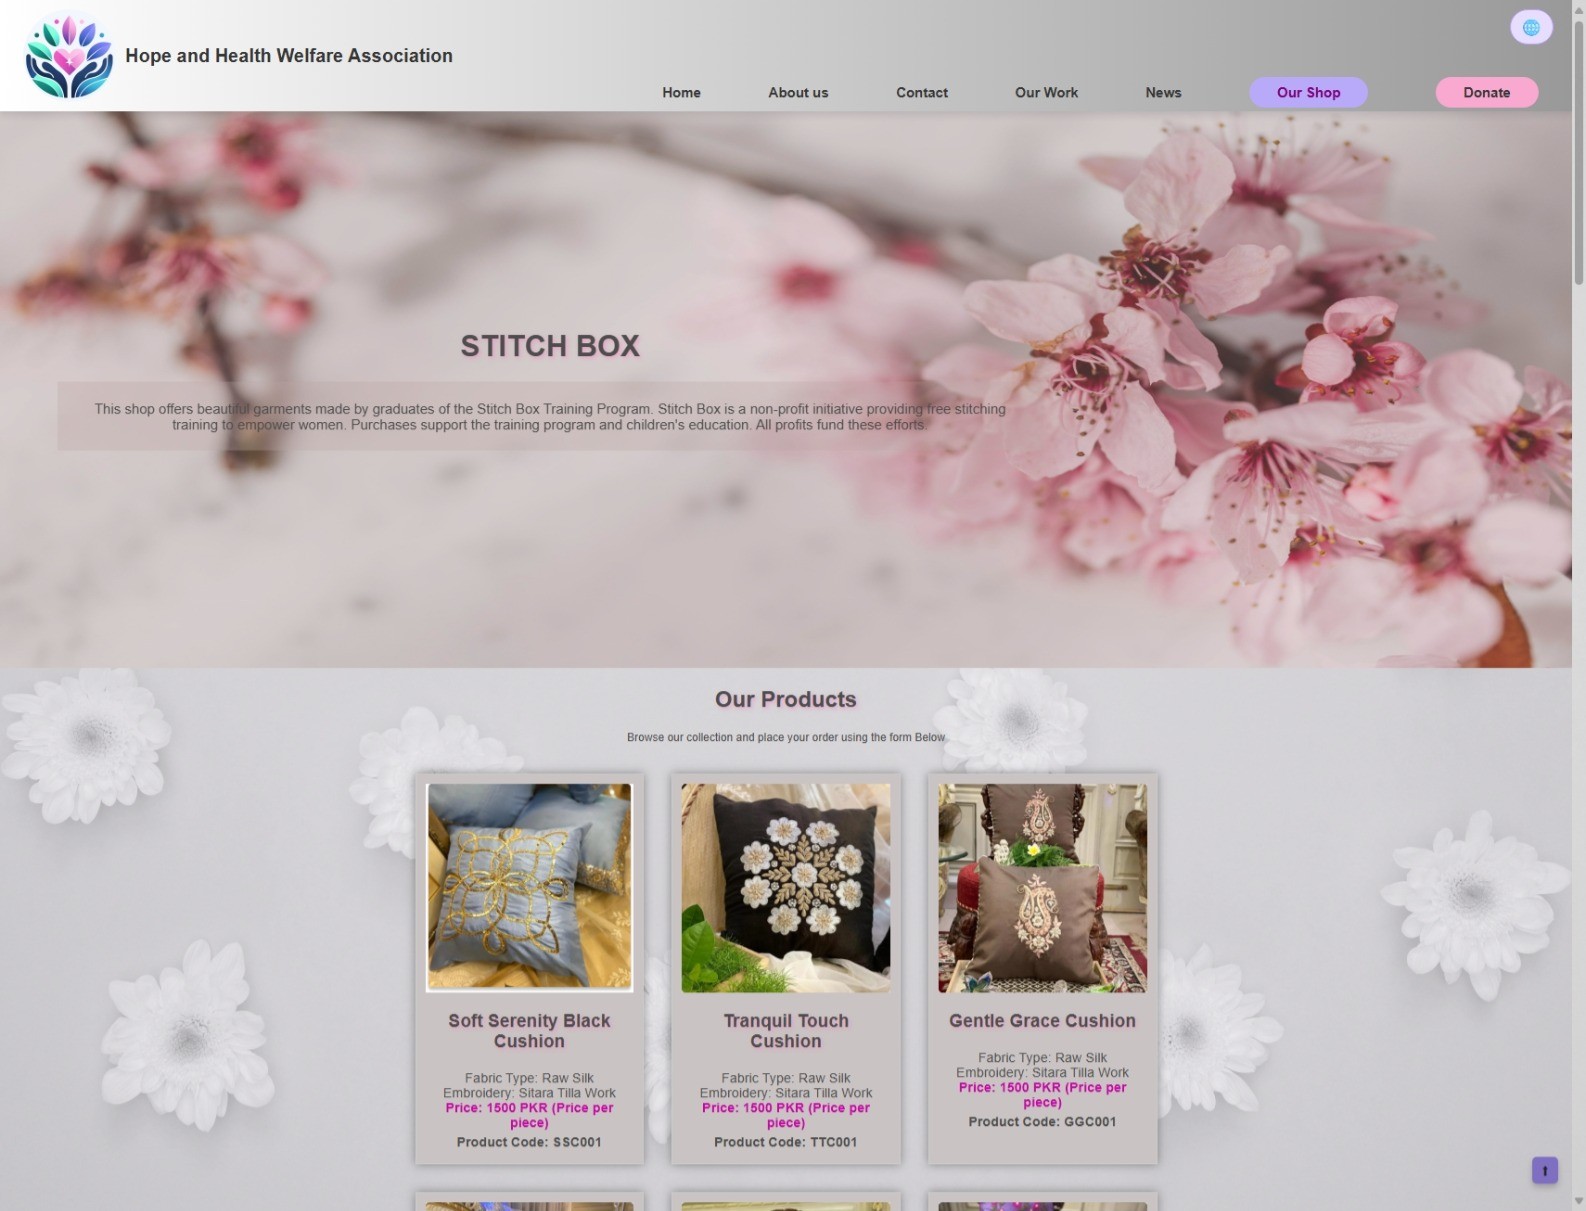 Hope and Health Welfare Association
Home
About us
Contact
Our Work
News
Our Shop
Donate
STITCH BOX
This shop offers beautiful garments made by graduates of the Stitch Box Training Program. Stitch Box is a non-profit initiative providing free stitching
training to empower women. Purchases support the training program and children's education. All profits fund these efforts.
Our Products
Browse our collection and place your order using the form Below
Soft Serenity Black
Cushion
Fabric Type: Raw Silk
Embroidery: Sitara Tilla Work
Price: 1500 PKR (Price per
piece)
Product Code: SSC001
Tranquil Touch
Cushion
Fabric Type: Raw Silk
Embroidery: Sitara Tilla Work
Price: 1500 PKR (Price per
piece)
Product Code: TTC001
Gentle Grace Cushion
Fabric Type: Raw Silk
Embroidery: Sitara Tilla Work
Price: 1500 PKR (Price per
piece)
Product Code: GGC001